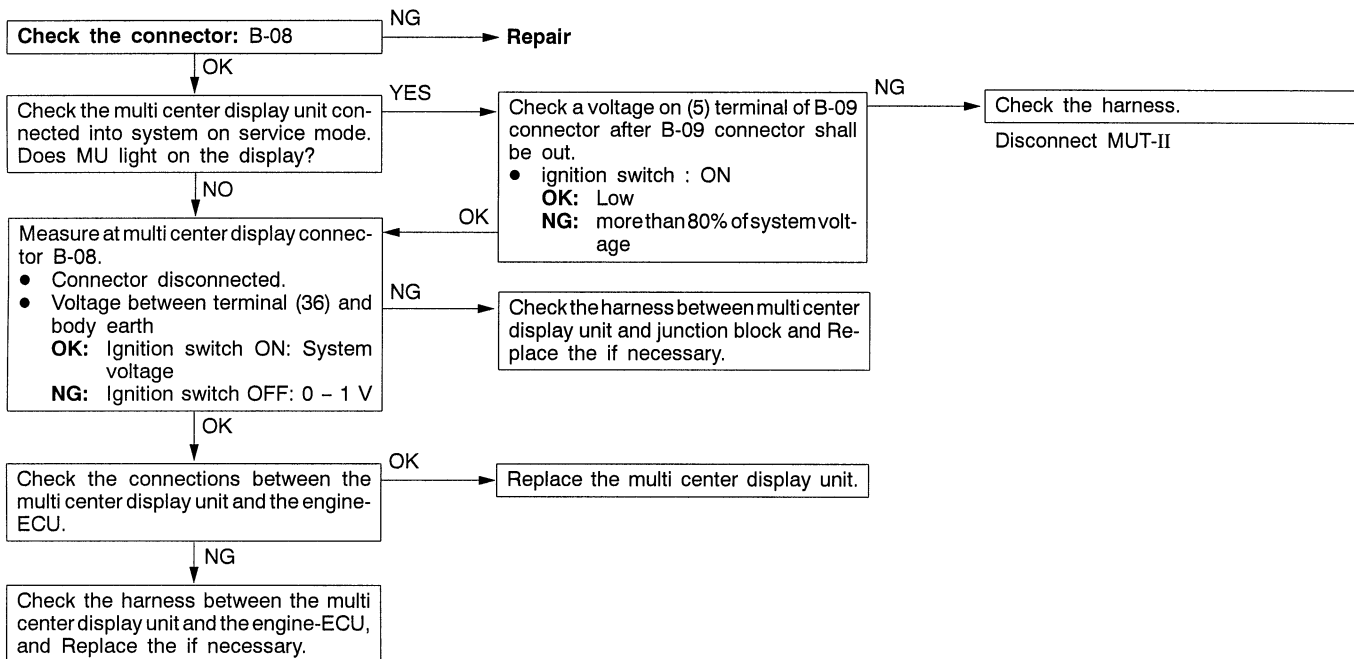 Check the connector: B-08
NG
Repair
OK
Check the multi center display unit con-
nected into system on service mode.
Does MU light on the display?
YES
Check a voltage on (5) terminal of B-09
connector after B-09 connector shall
be out.
● ignition switch : ON
OK: Low
NG: more than 80% of system volt-
age
NG
Check the harness.
Disconnect MUT-II
NO
OK
Measure at multi center display connec-
tor B-08.
● Connector disconnected.
● Voltage between terminal (36) and
body earth
OK: Ignition switch ON: System
voltage
NG: Ignition switch OFF: 0 – 1 V
NG
Check the harness between multi center
display unit and junction block and Re-
place the if necessary.
OK
Check the connections between the
multi center display unit and the engine-
ECU.
OK
Replace the multi center display unit.
NG
Check the harness between the multi
center display unit and the engine-ECU,
and Replace the if necessary.